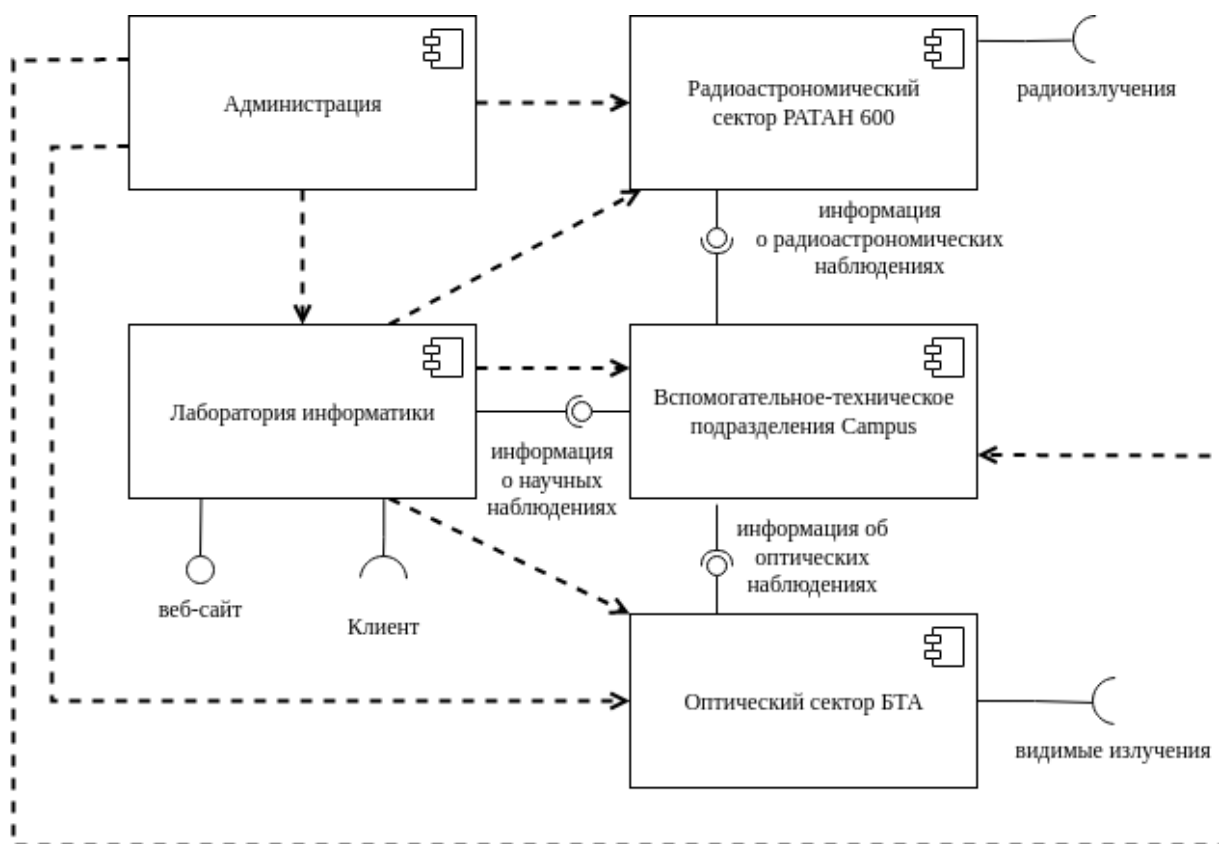 Администрация
Радиоастрономический
сектор РАТАН 600
радиоизлучения
информация
о радиоастрономических
наблюдениях
Лаборатория информатики
Вспомогательное-техническое
подразделения Campus
информация
о научных
наблюдениях
информация об
оптических
наблюдениях
веб-сайт
Клиент
Оптический сектор БТА
видимые излучения